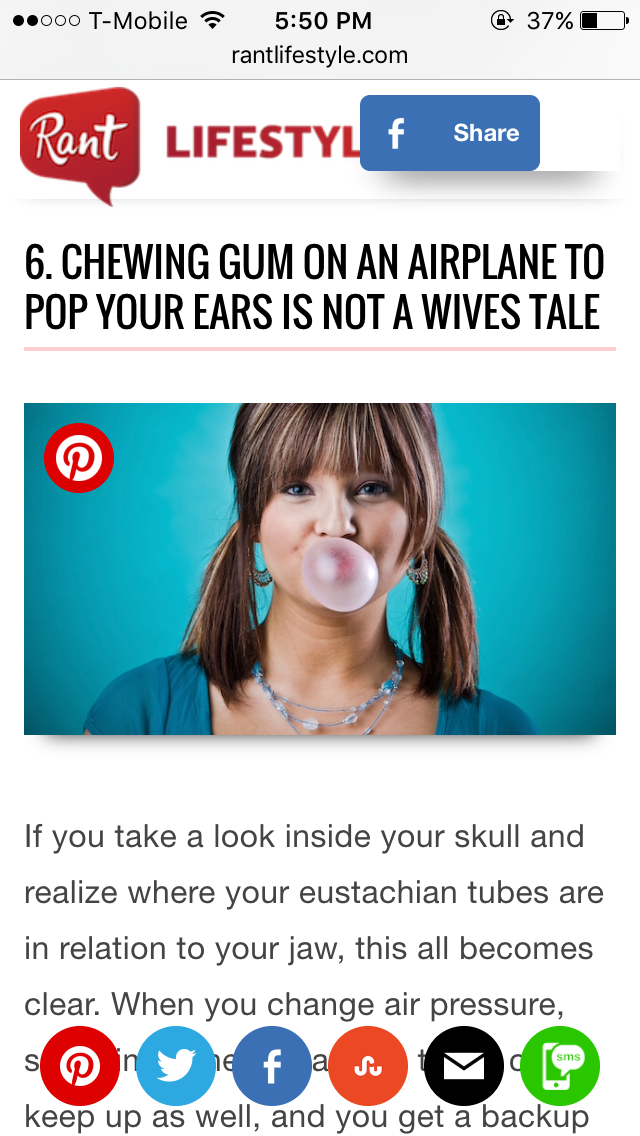 T-Mobile 5:50 PM 37%
rantlifestyle.com
Rant LIFESTYL
f Share
6. CHEWING GUM ON AN AIRPLANE TO
POP YOUR EARS IS NOT A WIVES TALE
If you take a look inside your skull and
realize where your eustachian tubes are
in relation to your jaw, this all becomes
clear. When you change air pressure,
sms
keep up as well, and you get a backup